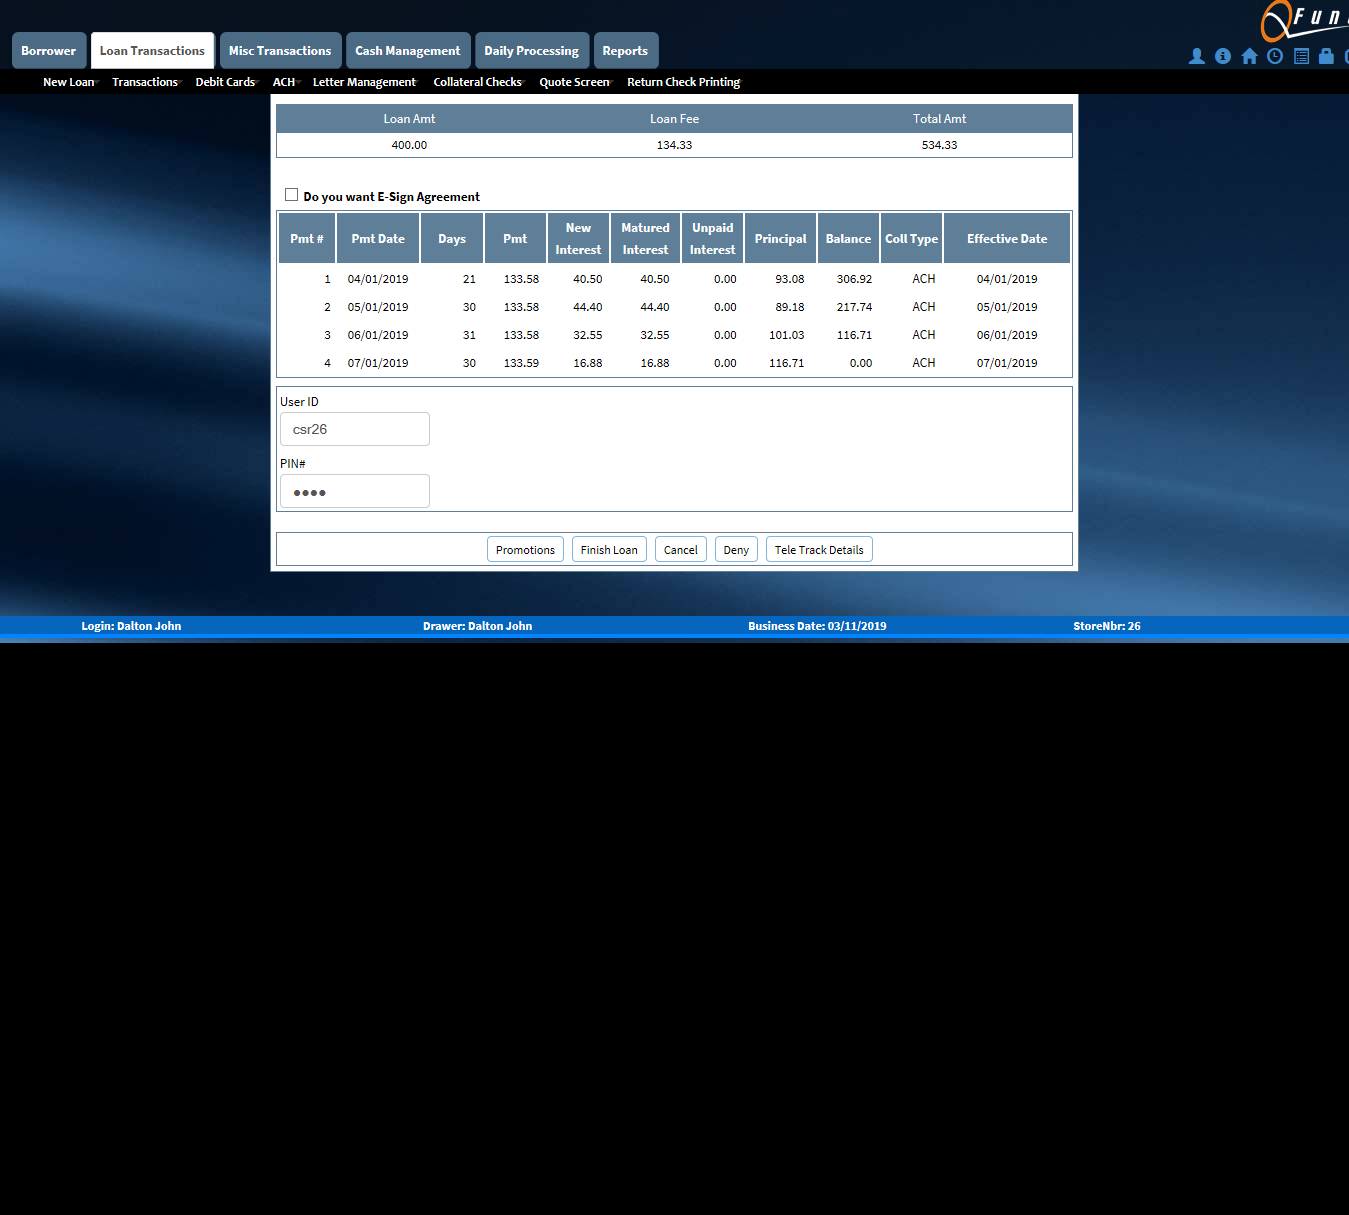 Fun
Borrower Loan Transactions Misc Transactions Cash Management Daily Processing Reports
New Loan Transactions Debit Cards ACH Letter Management Collateral Checks Quote Screen Return Check Printing
Loan Amt Loan Fee Total Amt
400.00 134.33 534.33
Do you want E-Sign Agreement
Pmt # Pmt Date Days Pmt New Interest Matured Interest Unpaid Interest Principal Balance Coll Type Effective Date
1 04/01/2019 21 133.58 40.50 40.50 0.00 93.08 306.92 ACH 04/01/2019
2 05/01/2019 30 133.58 44.40 44.40 0.00 89.18 217.74 ACH 05/01/2019
3 06/01/2019 31 133.58 32.55 32.55 0.00 101.03 116.71 ACH 06/01/2019
4 07/01/2019 30 133.59 16.88 16.88 0.00 116.71 0.00 ACH 07/01/2019
User ID
csr26
PIN#
●●●●
Promotions Finish Loan Cancel Deny Tele Track Details
Login: Dalton John Drawer: Dalton John Business Date: 03/11/2019 StoreNbr: 26